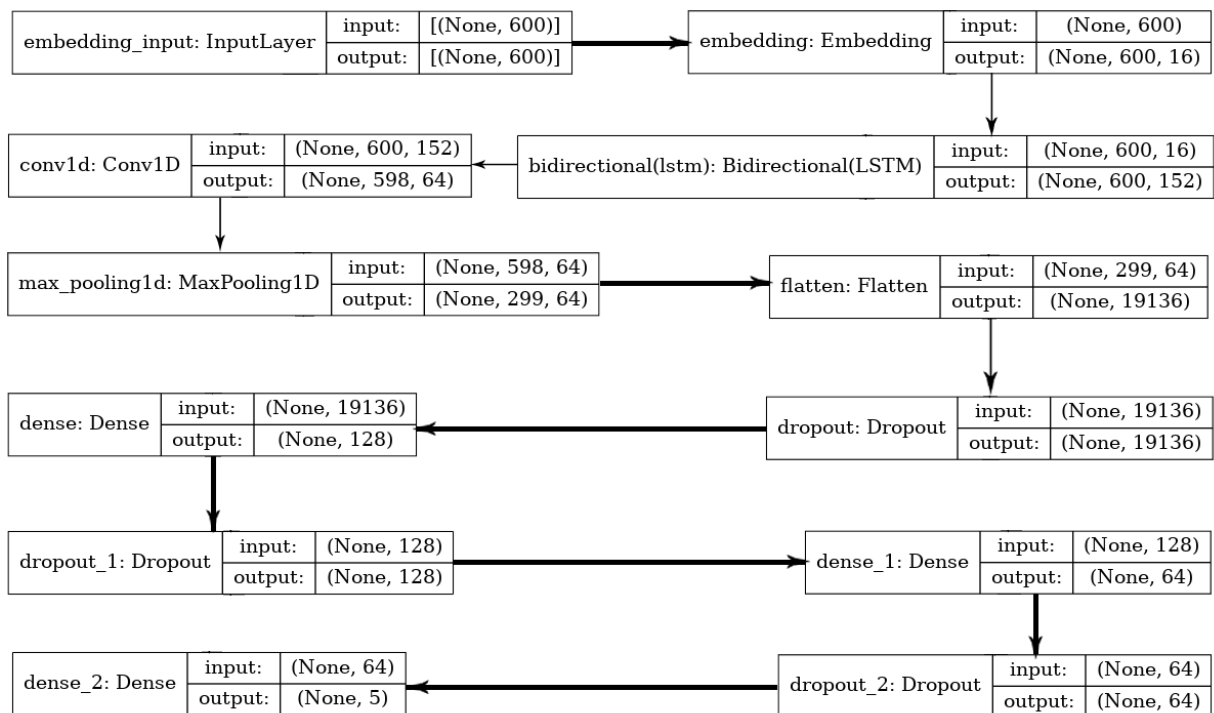 embedding_input: InputLayer
input: [(None, 600)]
output: [(None, 600)]
embedding: Embedding
input: (None, 600)
output: (None, 600, 16)
bidirectional(lstm): Bidirectional(LSTM)
input: (None, 600, 16)
output: (None, 600, 152)
conv1d: Conv1D
input: (None, 600, 152)
output: (None, 598, 64)
max_pooling1d: MaxPooling1D
input: (None, 598, 64)
output: (None, 299, 64)
flatten: Flatten
input: (None, 299, 64)
output: (None, 19136)
dropout: Dropout
input: (None, 19136)
output: (None, 19136)
dense: Dense
input: (None, 19136)
output: (None, 128)
dropout_1: Dropout
input: (None, 128)
output: (None, 128)
dense_1: Dense
input: (None, 128)
output: (None, 64)
dropout_2: Dropout
input: (None, 64)
output: (None, 64)
dense_2: Dense
input: (None, 64)
output: (None, 5)